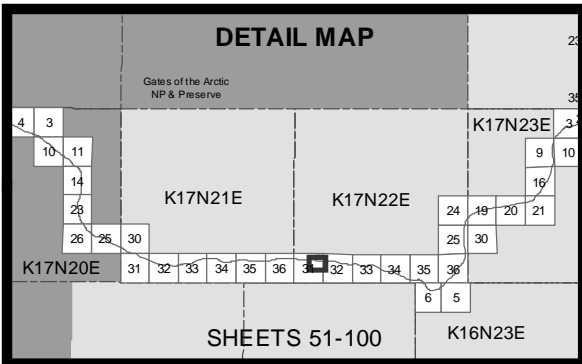 DETAIL MAP
23
Gates of the Arctic
NP & Preserve
35
4 3 K17N23E 3
10 11 9 10
14 16
K17N21E K17N22E
23 24 19 20 21
26 25 30 25 30
K17N20E 31 32 33 34 35 36 31 32 33 34 35 36
6 5
SHEETS 51-100 K16N23E